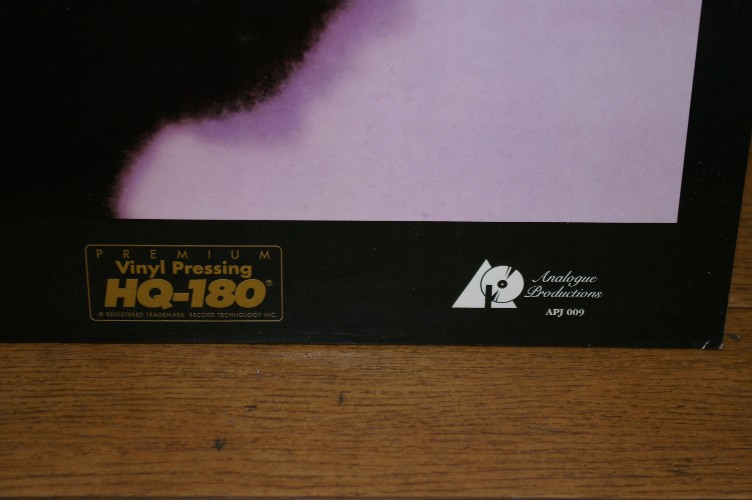 PREMIUM
Vinyl Pressing
HQ-180®
® REGISTERED TRADEMARK RECORD TECHNOLOGY INC.
Analogue
Productions
APJ 009